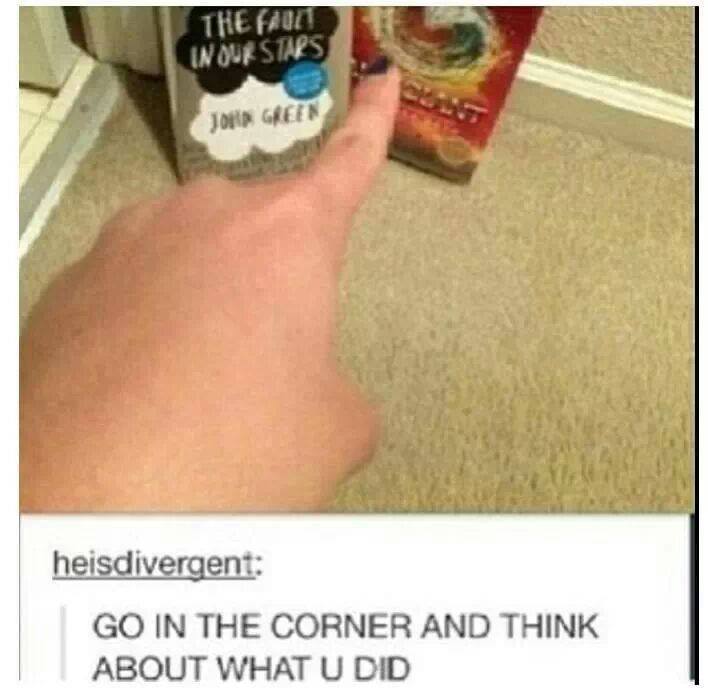 THE FAULT
IN OUR STARS
JOHN GREEN
heisdivergent:
GO IN THE CORNER AND THINK
ABOUT WHAT U DID